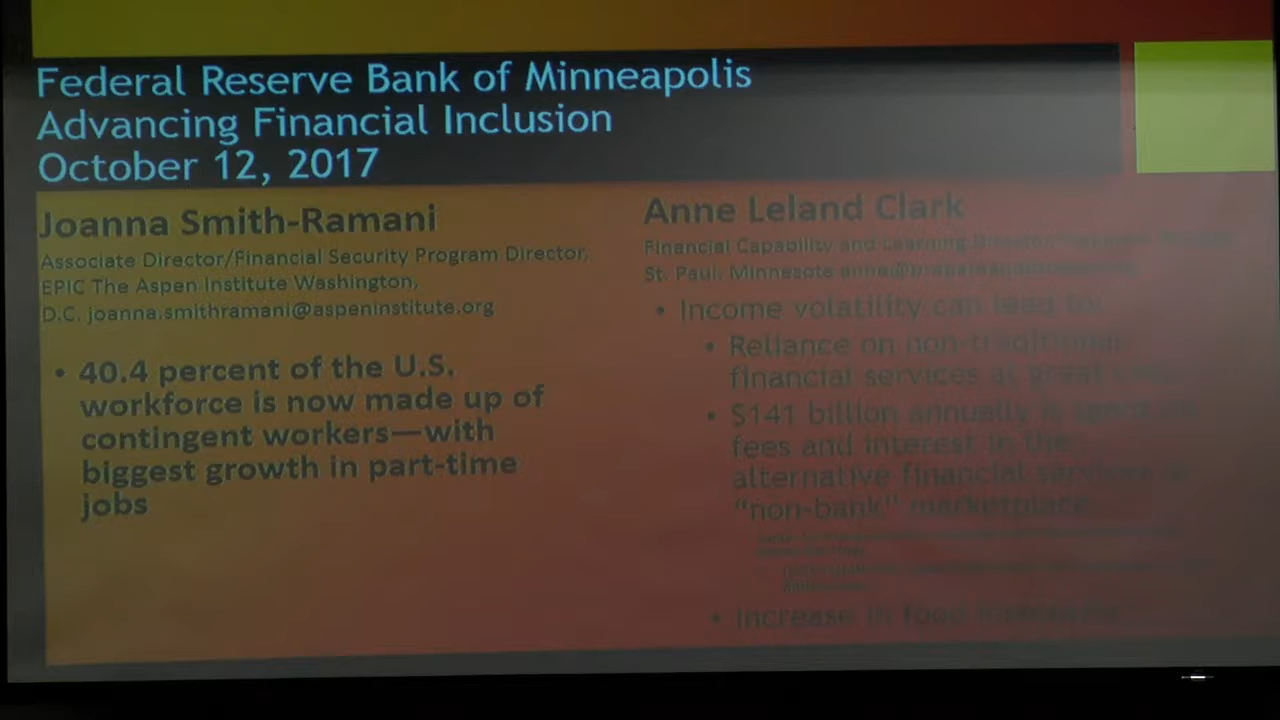 Federal Reserve Bank of Minneapolis
Advancing Financial Inclusion
October 12, 2017
Joanna Smith-Ramani
Associate Director/Financial Security Program Director,
EPIC The Aspen Institute Washington,
D.C. joanna.smithramani@aspeninstitute.org
• 40.4 percent of the U.S.
workforce is now made up of
contingent workers—with
biggest growth in part-time
jobs
Anne Leland Clark
Financial Capability and Learning Director
St. Paul, Minnesota
• Income volatility can lead to:
• Reliance on non-traditional
financial services at great
• $141 billion annually is spent
fees and interest in the
alternative financial services
“non-bank” marketplace
• Increase in food